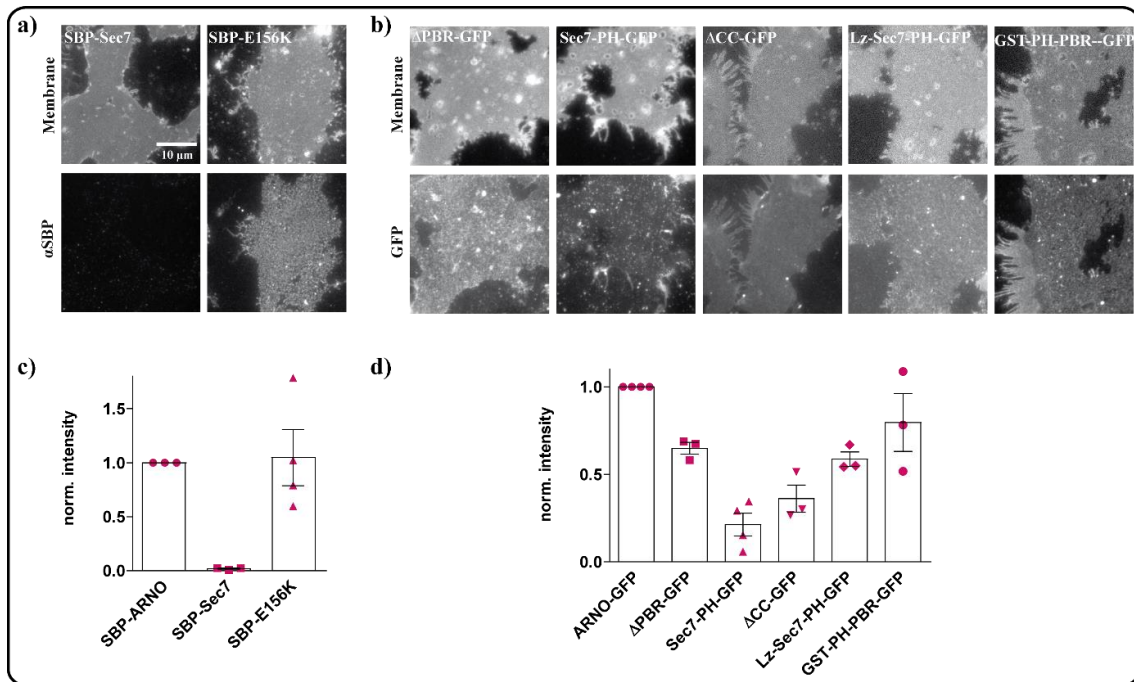 a)
SBP-Sec7
SBP-E156K
Membrane
10 µm
αSBP
b)
ΔPBR-GFP
Sec7-PH-GFP
ΔCC-GFP
Lz-Sec7-PH-GFP
GST-PH-PBR--GFP
Membrane
GFP
c)
norm. intensity
1.5
1.0
0.5
0.0
SBP-ARNO
SBP-Sec7
SBP-E156K
d)
norm. intensity
1.0
0.5
0.0
ARNO-GFP
ΔPBR-GFP
Sec7-PH-GFP
ΔCC-GFP
Lz-Sec7-PH-GFP
GST-PH-PBR-GFP